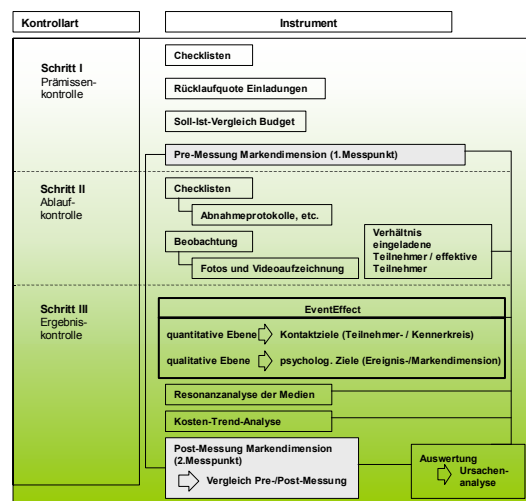 Kontrollart
Instrument
Schritt I
Prämissen-
kontrolle
Checklisten
Rücklaufquote Einladungen
Soll-Ist-Vergleich Budget
Pre-Messung Markendimension (1.Messpunkt)
Schritt II
Ablauf-
kontrolle
Checklisten
Abnahmeprotokolle, etc.
Beobachtung
Fotos und Videoaufzeichnung
Verhältnis
eingeladene
Teilnehmer / effektive
Teilnehmer
Schritt III
Ergebnis-
kontrolle
EventEffect
quantitative Ebene Kontaktziele (Teilnehmer- / Kennerkreis)
qualitative Ebene psycholog. Ziele (Ereignis-/Markendimension)
Resonanzanalyse der Medien
Kosten-Trend-Analyse
Post-Messung Markendimension
(2.Messpunkt)
Vergleich Pre-/Post-Messung
Auswertung
Ursachen-
analyse